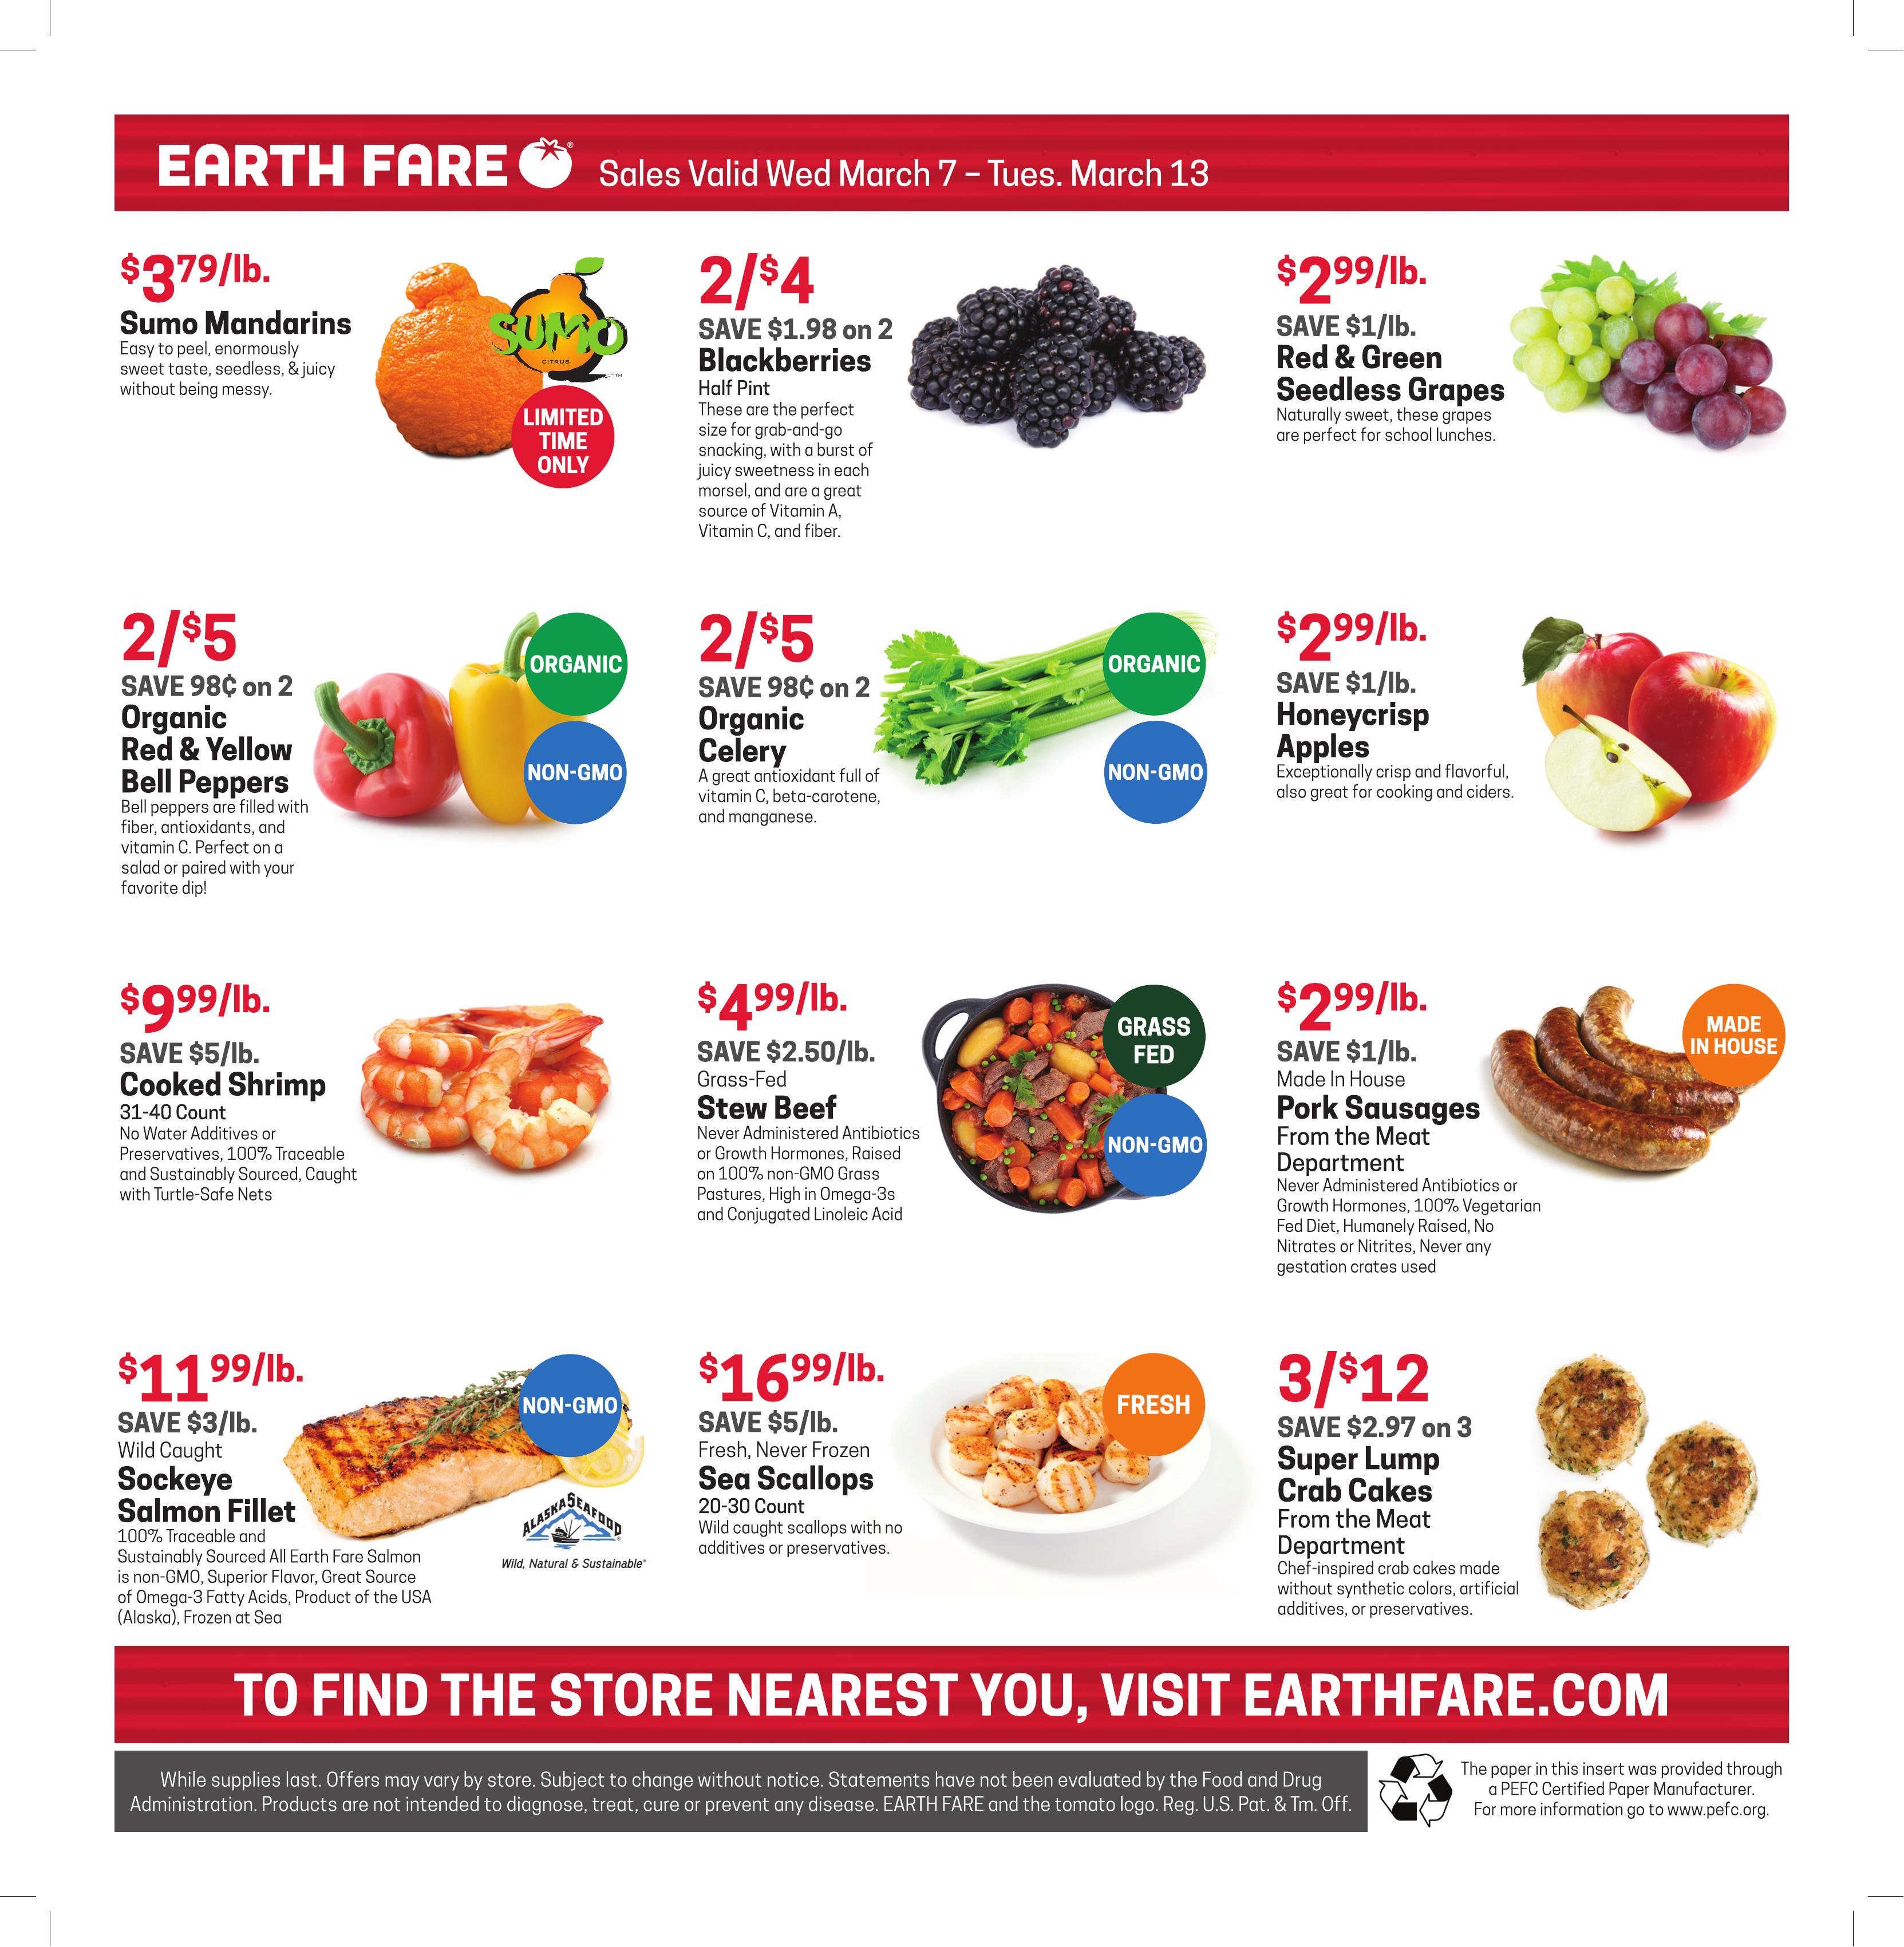 EARTH FARE ® Sales Valid Wed March 7 – Tues. March 13
$3 79/lb.
Sumo Mandarins
Easy to peel, enormously
sweet taste, seedless, & juicy
without being messy.
SUMO
CITRUS
™
LIMITED
TIME
ONLY
2/$4
SAVE $1.98 on 2
Blackberries
Half Pint
These are the perfect
size for grab-and-go
snacking, with a burst of
juicy sweetness in each
morsel, and are a great
source of Vitamin A,
Vitamin C, and fiber.
$2 99/lb.
SAVE $1/lb.
Red & Green
Seedless Grapes
Naturally sweet, these grapes
are perfect for school lunches.
2/$5
SAVE 98¢ on 2
Organic
Red & Yellow
Bell Peppers
Bell peppers are filled with
fiber, antioxidants, and
vitamin C. Perfect on a
salad or paired with your
favorite dip!
ORGANIC
NON-GMO
2/$5
SAVE 98¢ on 2
Organic
Celery
A great antioxidant full of
vitamin C, beta-carotene,
and manganese.
ORGANIC
NON-GMO
$2 99/lb.
SAVE $1/lb.
Honeycrisp
Apples
Exceptionally crisp and flavorful,
also great for cooking and ciders.
$9 99/lb.
SAVE $5/lb.
Cooked Shrimp
31-40 Count
No Water Additives or
Preservatives, 100% Traceable
and Sustainably Sourced, Caught
with Turtle-Safe Nets
$4 99/lb.
SAVE $2.50/lb.
Grass-Fed
Stew Beef
Never Administered Antibiotics
or Growth Hormones, Raised
on 100% non-GMO Grass
Pastures, High in Omega-3s
and Conjugated Linoleic Acid
GRASS
FED
NON-GMO
$2 99/lb.
SAVE $1/lb.
Made In House
Pork Sausages
From the Meat
Department
Never Administered Antibiotics or
Growth Hormones, 100% Vegetarian
Fed Diet, Humanely Raised, No
Nitrates or Nitrites, Never any
gestation crates used
MADE
IN HOUSE
$11 99/lb.
SAVE $3/lb.
Wild Caught
Sockeye
Salmon Fillet
100% Traceable and
Sustainably Sourced All Earth Fare Salmon
is non-GMO, Superior Flavor, Great Source
of Omega-3 Fatty Acids, Product of the USA
(Alaska), Frozen at Sea
NON-GMO
ALASKA SEAFOOD
Wild, Natural & Sustainable®
$16 99/lb.
SAVE $5/lb.
Fresh, Never Frozen
Sea Scallops
20-30 Count
Wild caught scallops with no
additives or preservatives.
FRESH
3/$12
SAVE $2.97 on 3
Super Lump
Crab Cakes
From the Meat
Department
Chef-inspired crab cakes made
without synthetic colors, artificial
additives, or preservatives.
TO FIND THE STORE NEAREST YOU, VISIT EARTHFARE.COM
While supplies last. Offers may vary by store. Subject to change without notice. Statements have not been evaluated by the Food and Drug
Administration. Products are not intended to diagnose, treat, cure or prevent any disease. EARTH FARE and the tomato logo. Reg. U.S. Pat. & Tm. Off.
The paper in this insert was provided through
a PEFC Certified Paper Manufacturer.
For more information go to www.pefc.org.